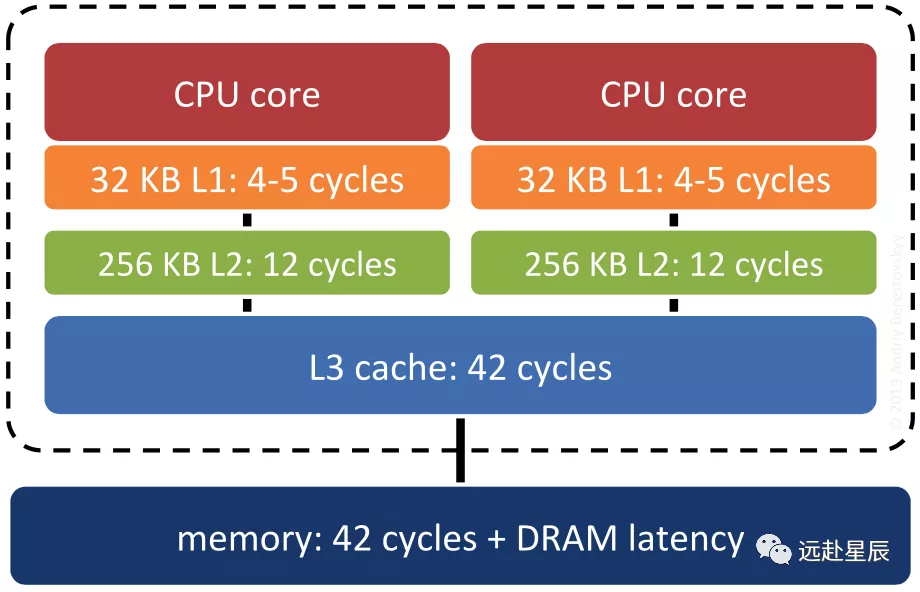 CPU core
CPU core
32 KB L1: 4-5 cycles
32 KB L1: 4-5 cycles
256 KB L2: 12 cycles
256 KB L2: 12 cycles
L3 cache: 42 cycles
© 2019 Andriy Berestovskyy
memory: 42 cycles + DRAM latency
远赴星辰